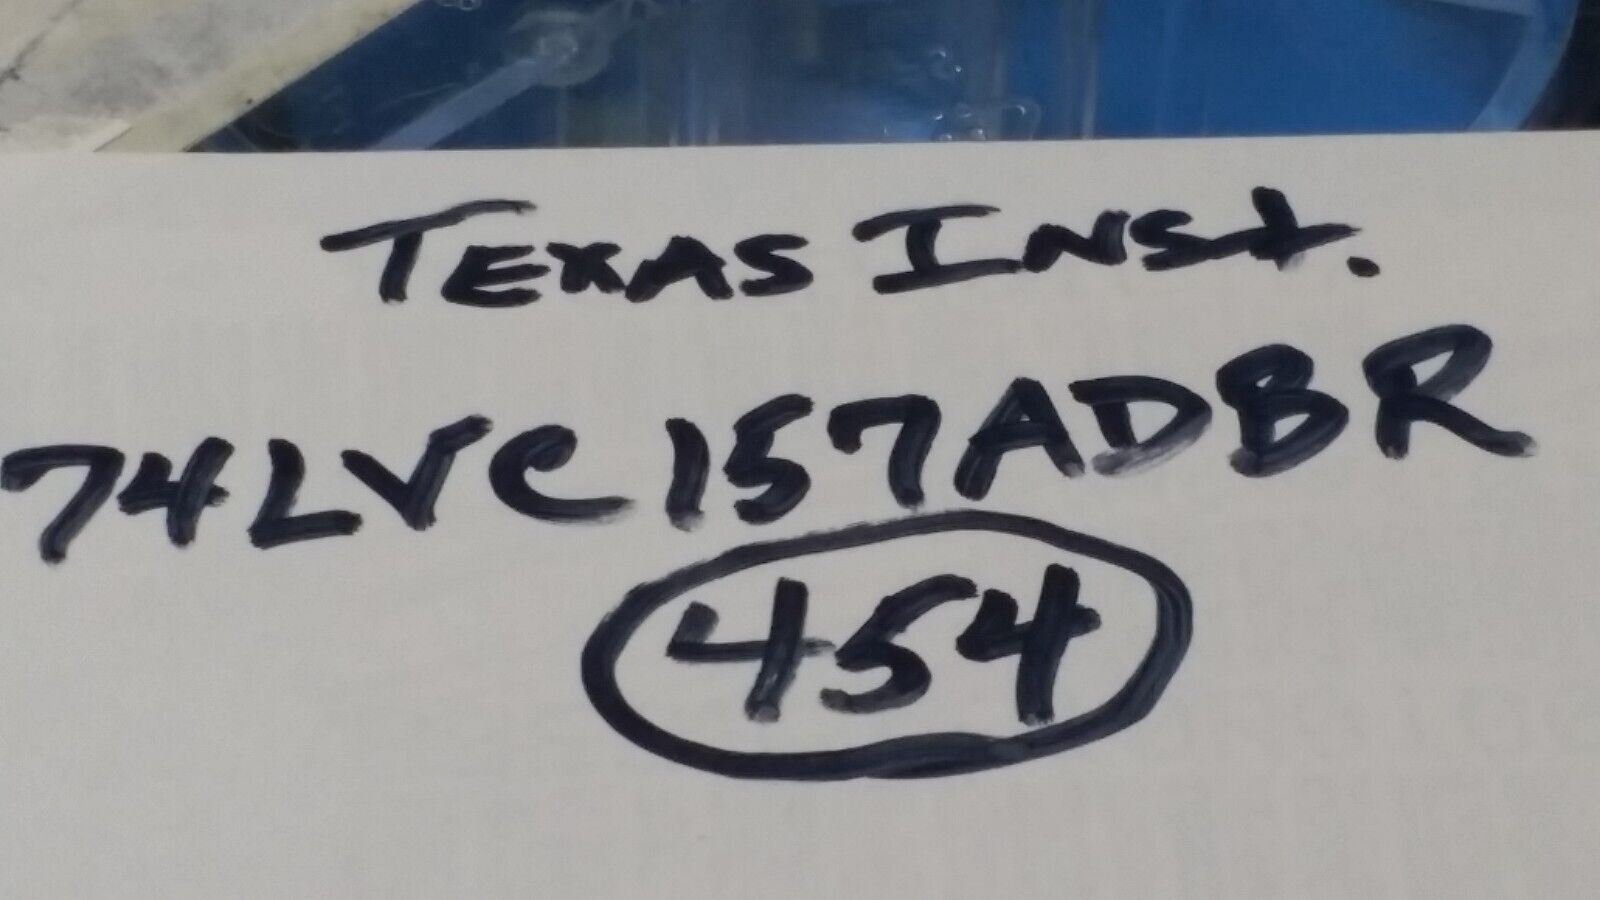 Texas Inst.
74LVC157ADBR
454